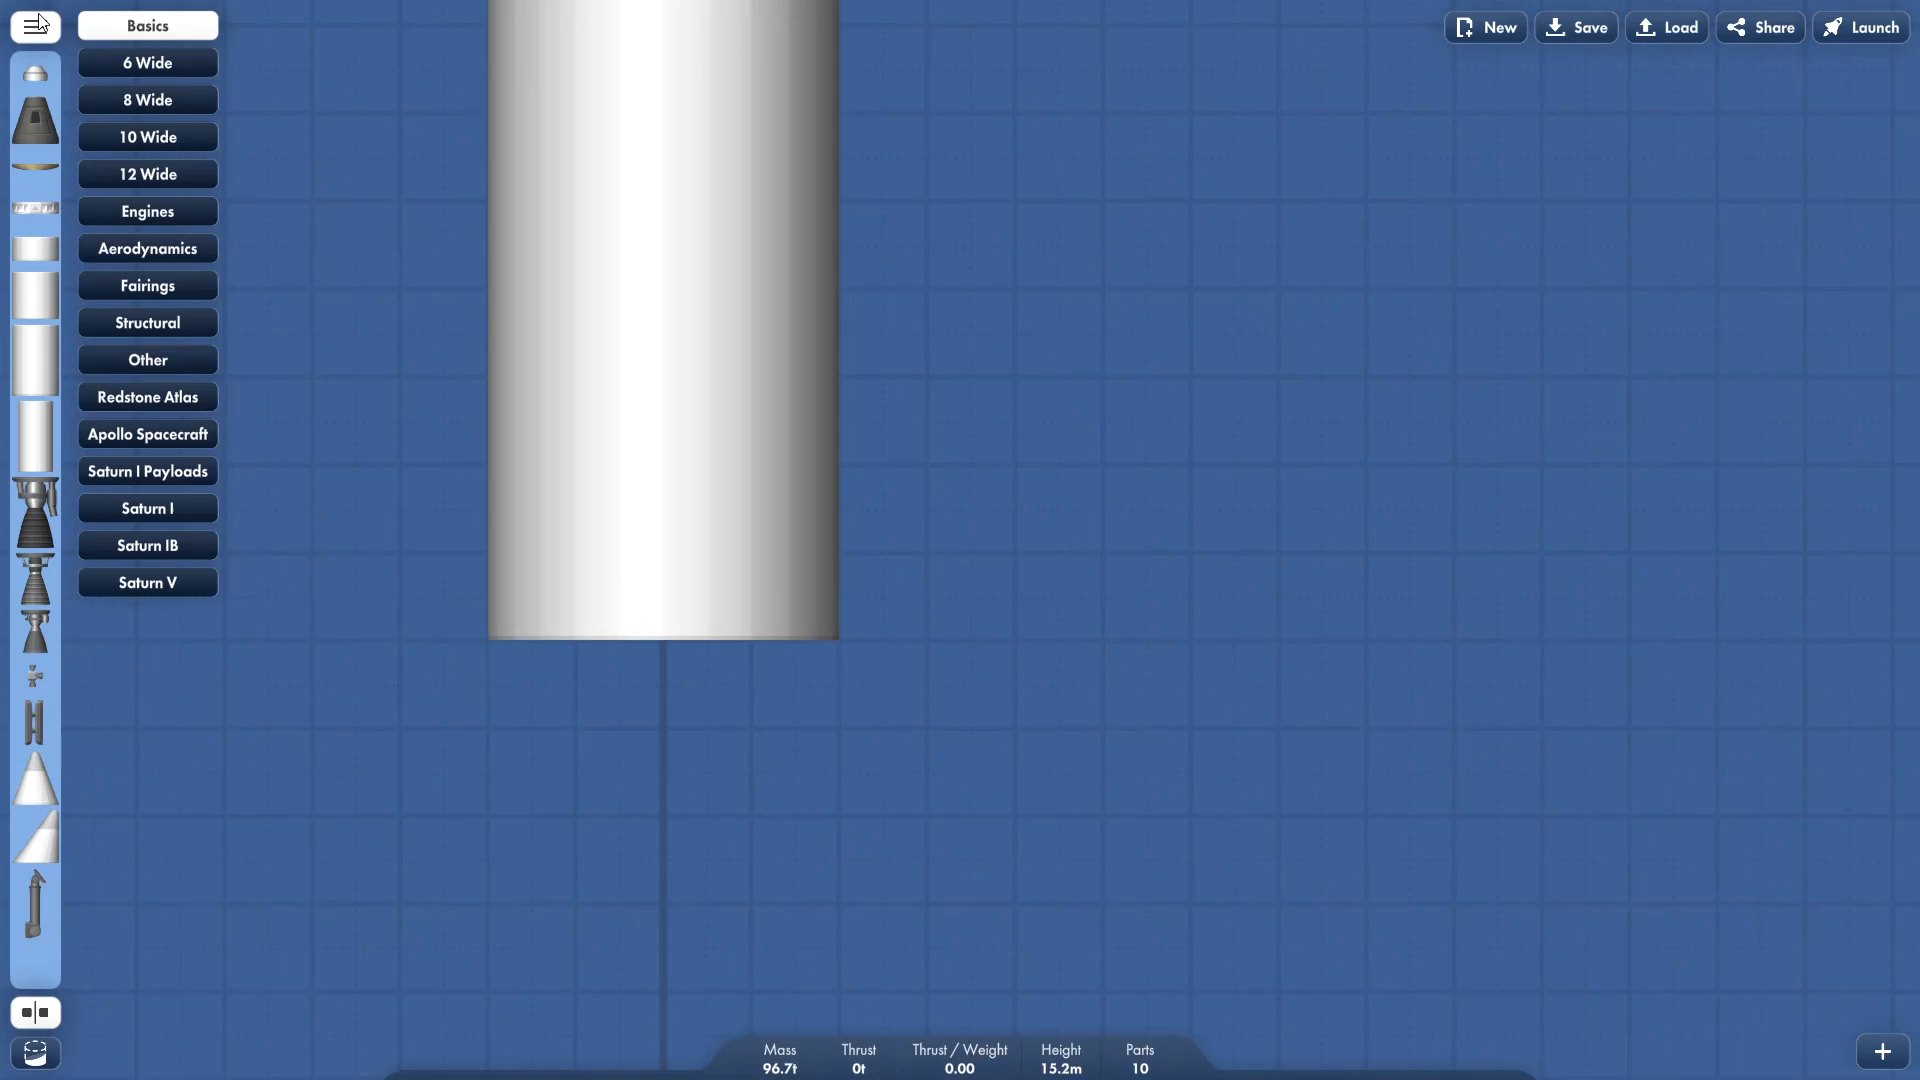 Basics
6 Wide
8 Wide
10 Wide
12 Wide
Engines
Aerodynamics
Fairings
Structural
Other
Redstone Atlas
Apollo Spacecraft
Saturn I Payloads
Saturn I
Saturn IB
Saturn V
New Save Load Share Launch
Mass Thrust Thrust / Weight Height Parts
96.7t 0t 0.00 15.2m 10